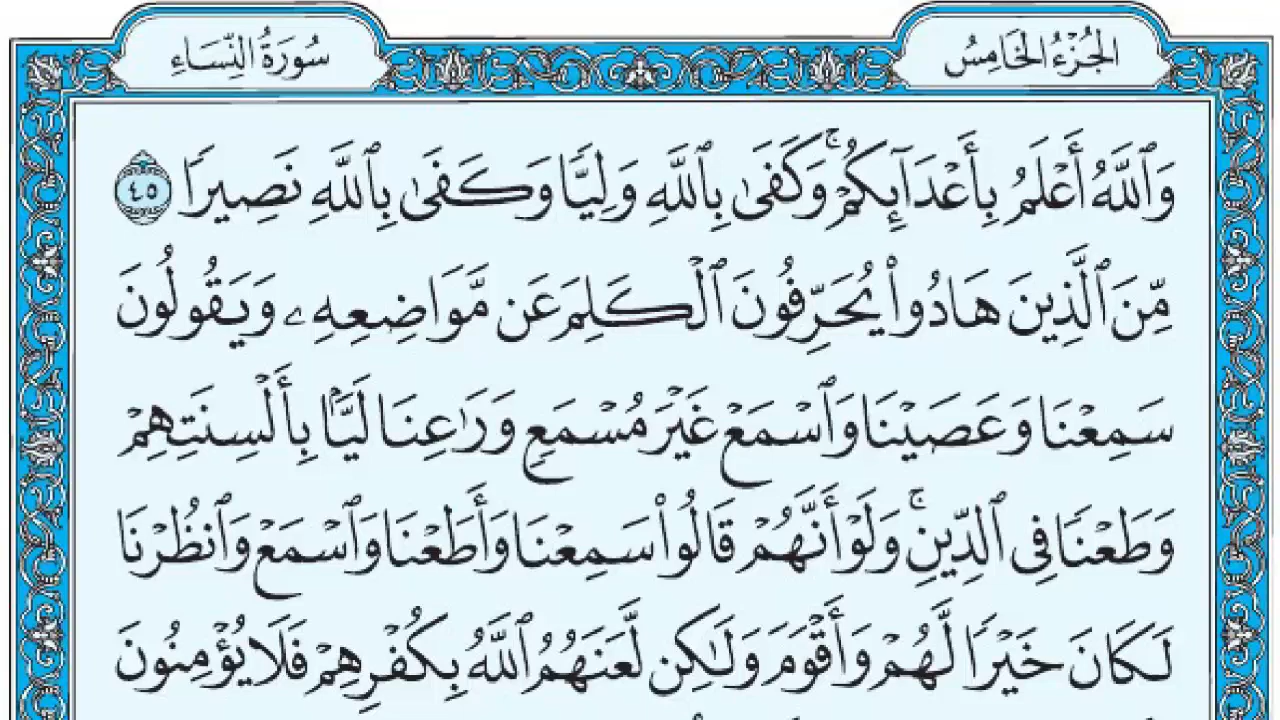 الجُزْءُ الخَامِسُ
سُورَةُ النِّسَاءِ
وَٱللَّهُ أَعْلَمُ بِأَعْدَآئِكُمْۚ وَكَفَىٰ بِٱللَّهِ وَلِيًّا وَكَفَىٰ بِٱللَّهِ نَصِيرًا ٤٥
مِّنَ ٱلَّذِينَ هَادُوا۟ يُحَرِّفُونَ ٱلْكَلِمَ عَن مَّوَاضِعِهِۦ وَيَقُولُونَ
سَمِعْنَا وَعَصَيْنَا وَٱسْمَعْ غَيْرَ مُسْمَعٍ وَرَٰعِنَا لَيًّۢا بِأَلْسِنَتِهِمْ
وَطَعْنًا فِى ٱلدِّينِۚ وَلَوْ أَنَّهُمْ قَالُوا۟ سَمِعْنَا وَأَطَعْنَا وَٱسْمَعْ وَٱنظُرْنَا
لَكَانَ خَيْرًا لَّهُمْ وَأَقْوَمَ وَلَٰكِن لَّعَنَهُمُ ٱللَّهُ بِكُفْرِهِمْ فَلَا يُؤْمِنُونَ